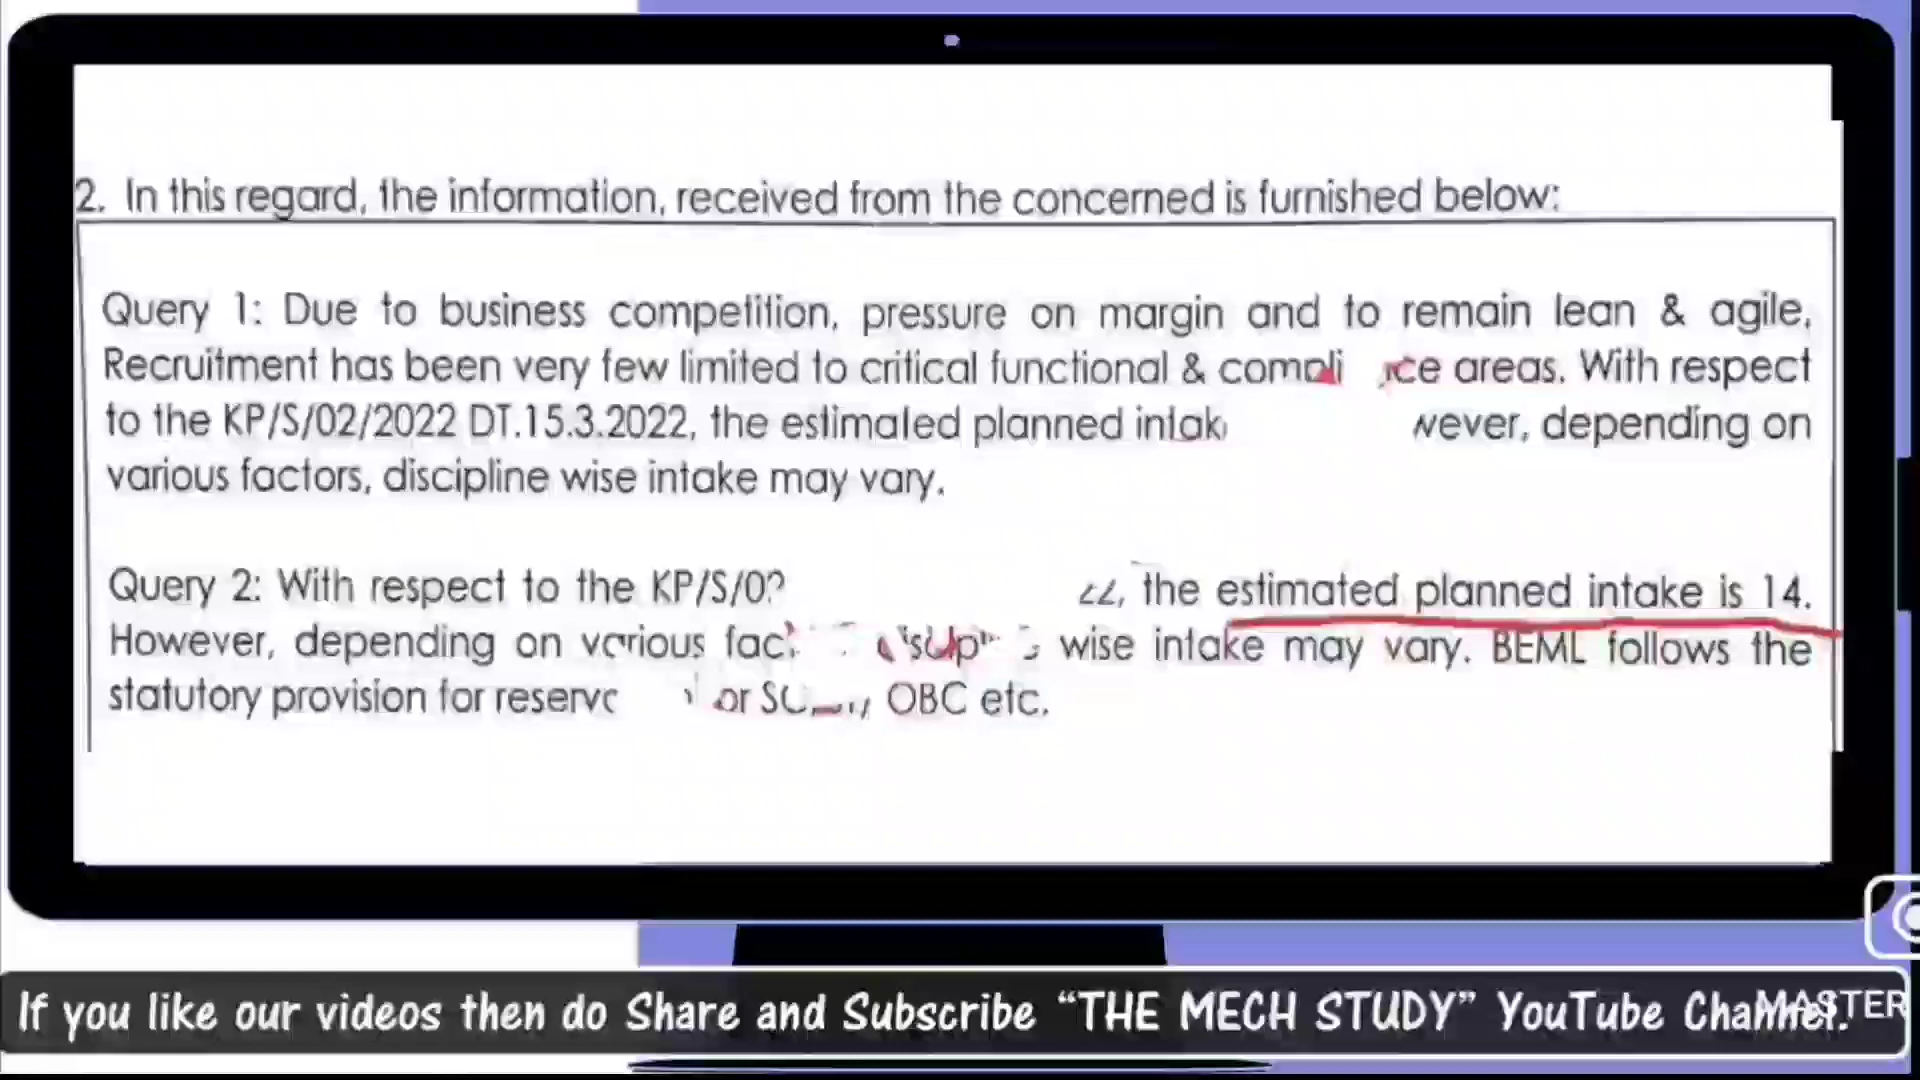 2. In this regard, the information, received from the concerned is furnished below:
Query 1: Due to business competition, pressure on margin and to remain lean & agile,
Recruitment has been very few limited to critical functional & areas. With respect
to the KP/S/02/2022 DT.15.3.2022, the estimated planned depending on
various factors, discipline wise intake may vary.
Query 2: With respect to the the estimated planned intake is 14.
However, depending on various wise intake may vary. BEML follows the
statutory provision for OBC etc.
If you like our videos then do Share and Subscribe “THE MECH STUDY” YouTube Channel.
MASTER